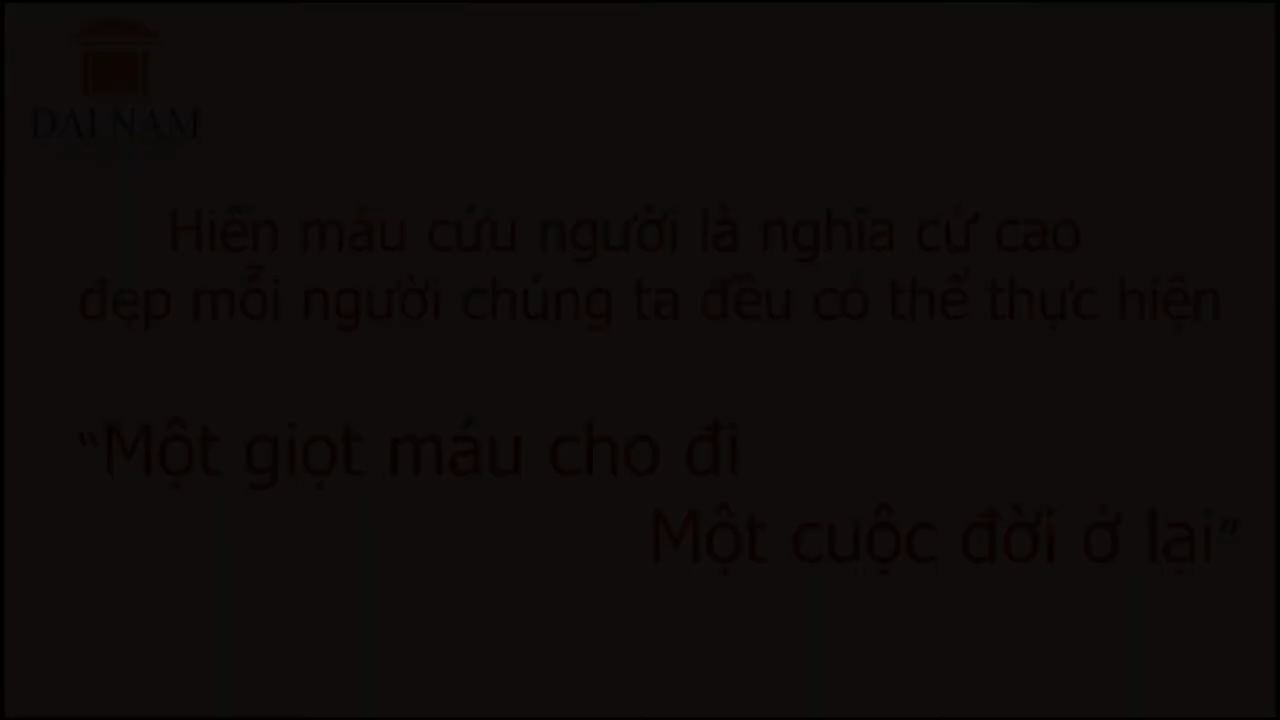 DAI NAM
Hiến máu cứu người là nghĩa cử cao
đẹp mỗi người chúng ta đều có thể thực hiện
“Một giọt máu cho đi
Một cuộc đời ở lại”